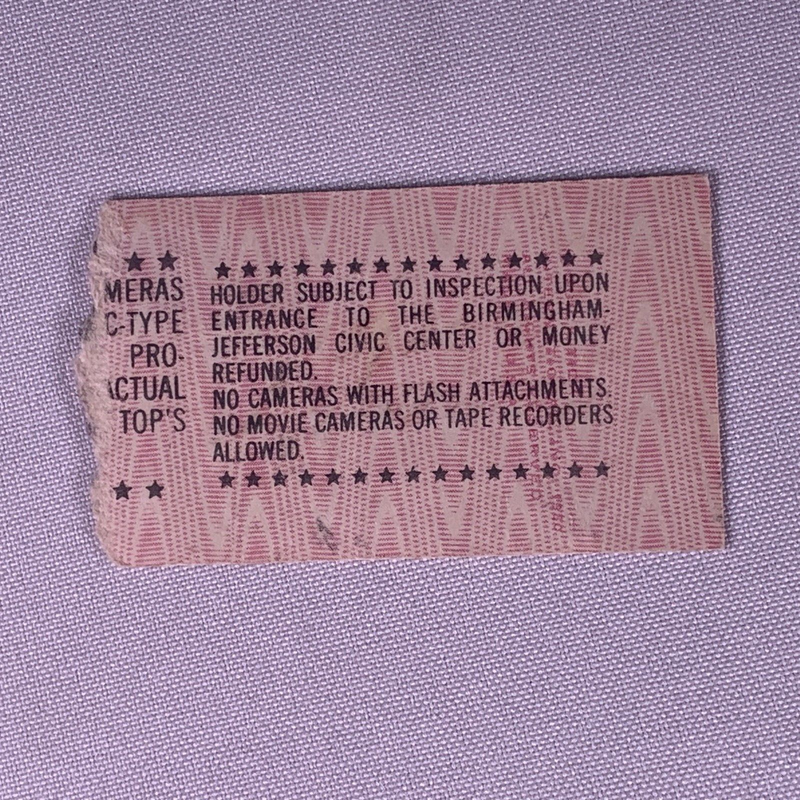 ★ ★
MERAS
C-TYPE
PRO-
ACTUAL
TOP'S
★ ★
★ ★ ★ ★ ★ ★ ★ ★ ★ ★ ★ ★ ★ ★ ★
HOLDER SUBJECT TO INSPECTION UPON
ENTRANCE TO THE BIRMINGHAM-
JEFFERSON CIVIC CENTER OR MONEY
REFUNDED.
NO CAMERAS WITH FLASH ATTACHMENTS.
NO MOVIE CAMERAS OR TAPE RECORDERS
ALLOWED.
★ ★ ★ ★ ★ ★ ★ ★ ★ ★ ★ ★ ★ ★ ★